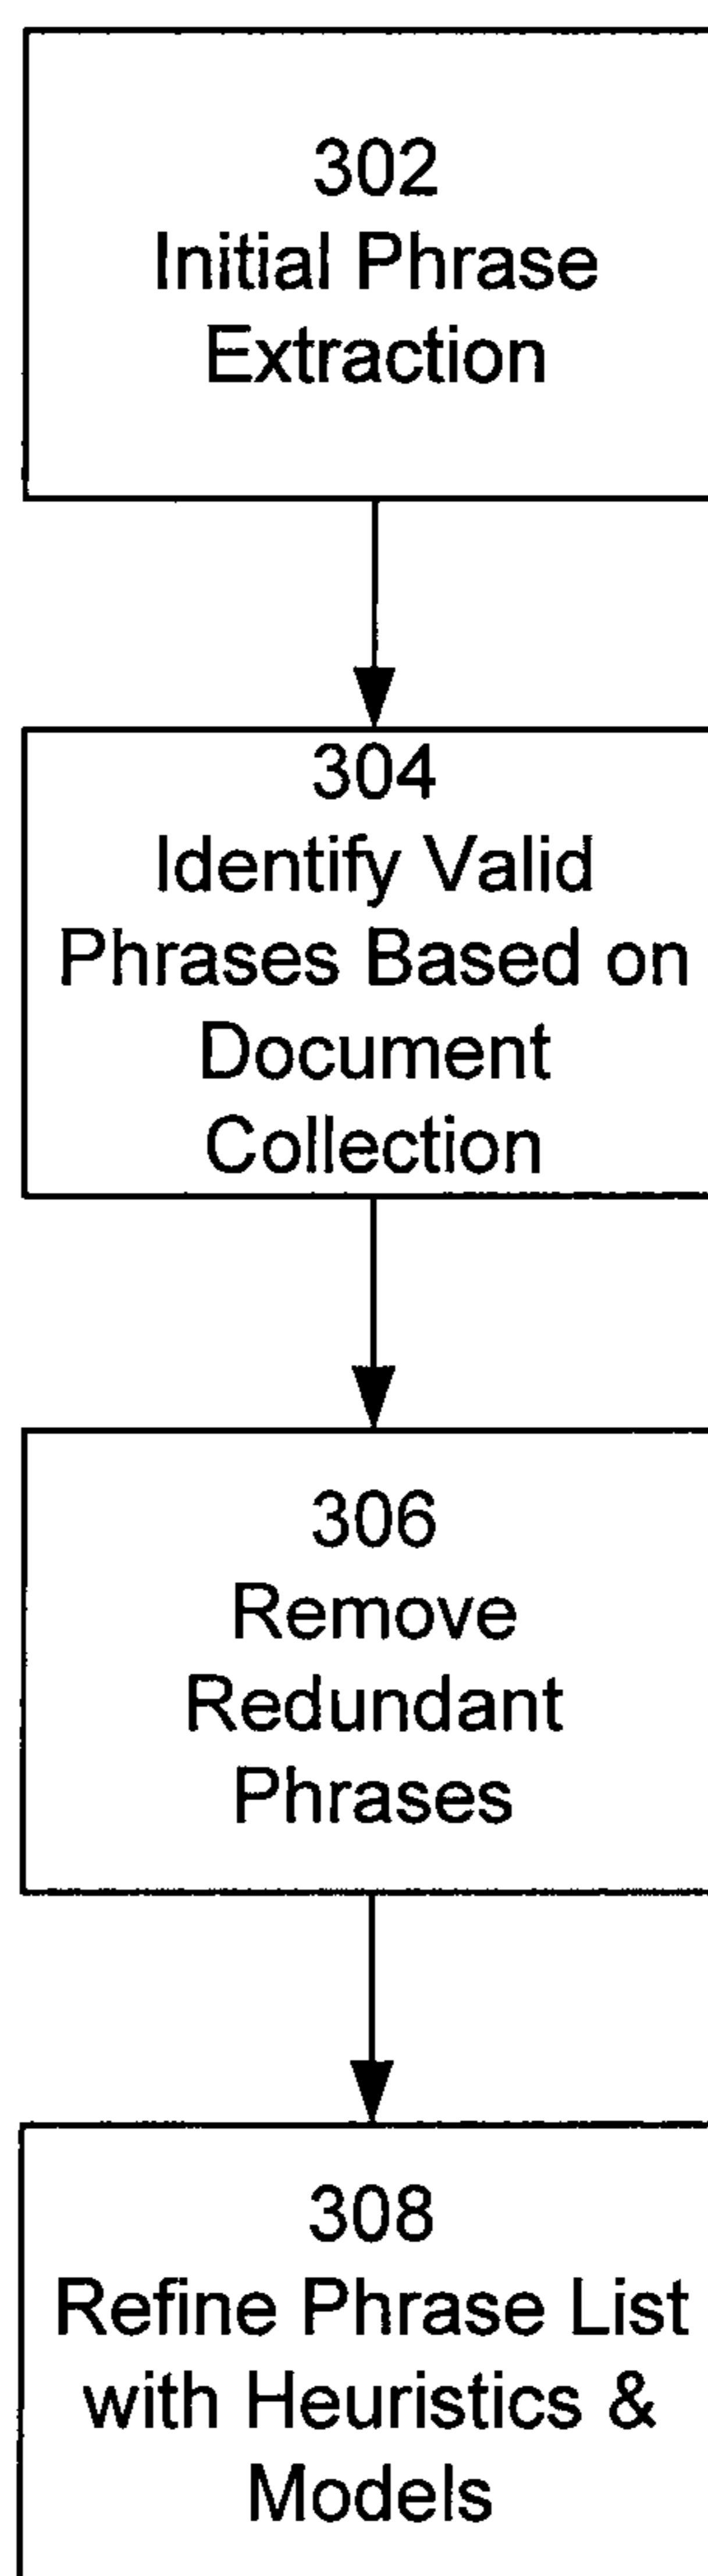 302
Initial Phrase
Extraction
304
Identify Valid
Phrases Based on
Document
Collection
306
Remove
Redundant
Phrases
308
Refine Phrase List
with Heuristics &
Models